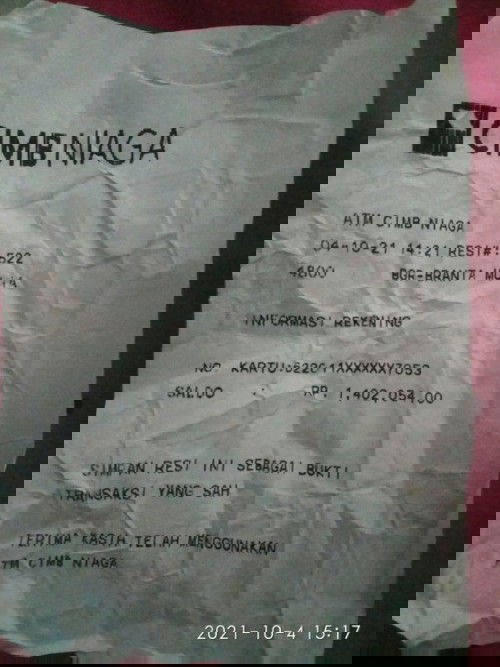 CIMB NIAGA
ATM CIMB NIAGA
04-10-21 14:21 RESI#:
INFORMASI REKENING
NO. KARTU:
SALDO : RP. 1,402,054.00
SIMPAN RESI INI SEBAGAI BUKTI
TRANSAKSI YANG SAH
TERIMA KASIH TELAH MENGGUNAKAN
ATM CIMB NIAGA
2021-10-4 15:17